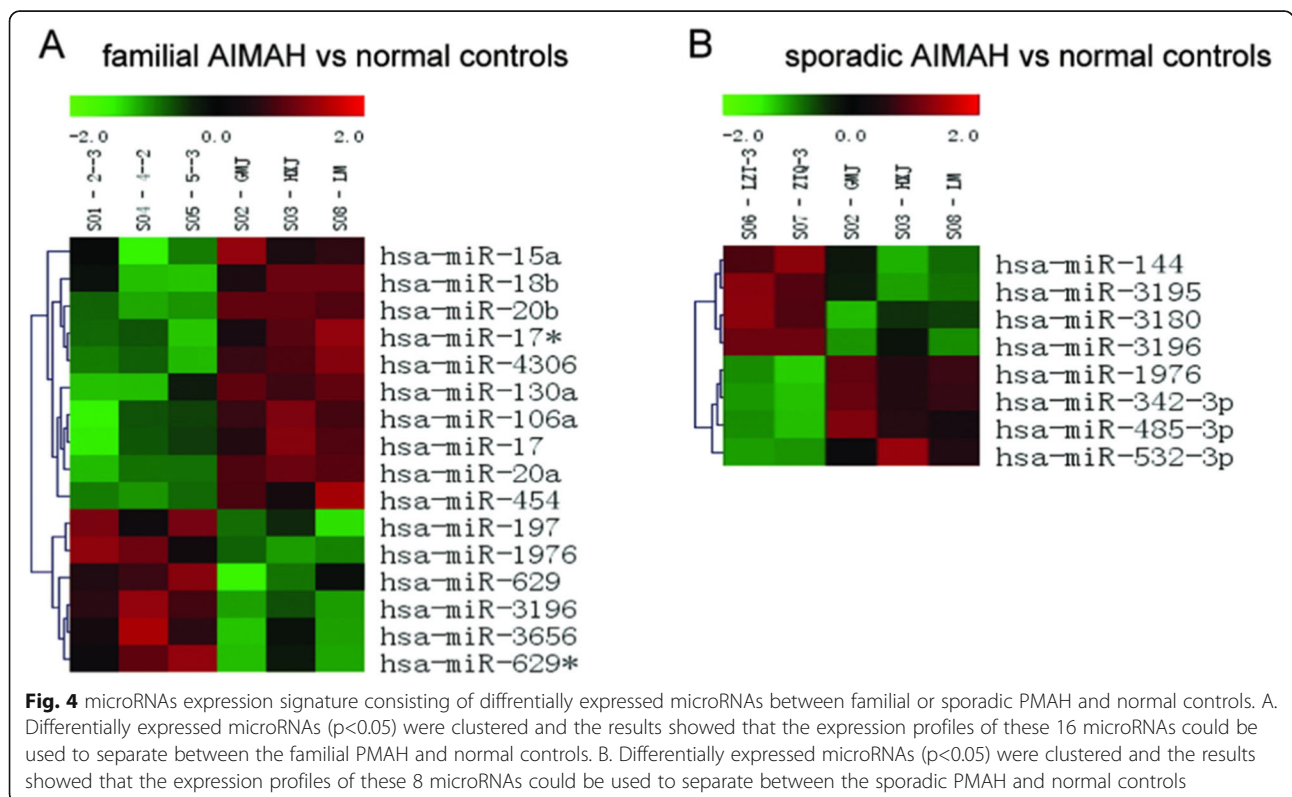 A familial AIMAH vs normal controls
-2.0 0.0 2.0
S01 - 2--3
S04 - 4--2
S05 - 5--3
S02 - GMJ
S03 - HXJ
S08 - LM
hsa-miR-15a
hsa-miR-18b
hsa-miR-20b
hsa-miR-17*
hsa-miR-4306
hsa-miR-130a
hsa-miR-106a
hsa-miR-17
hsa-miR-20a
hsa-miR-454
hsa-miR-197
hsa-miR-1976
hsa-miR-629
hsa-miR-3196
hsa-miR-3656
hsa-miR-629*
B sporadic AIMAH vs normal controls
-2.0 0.0 2.0
S06 - LZT-3
S07 - ZTQ-3
S02 - GMJ
S03 - HXJ
S08 - LM
hsa-miR-144
hsa-miR-3195
hsa-miR-3180
hsa-miR-3196
hsa-miR-1976
hsa-miR-342-3p
hsa-miR-485-3p
hsa-miR-532-3p
Fig. 4 microRNAs expression signature consisting of diffrentially expressed microRNAs between familial or sporadic PMAH and normal controls. A.
Differentially expressed microRNAs (p<0.05) were clustered and the results showed that the expression profiles of these 16 microRNAs could be
used to separate between the familial PMAH and normal controls. B. Differentially expressed microRNAs (p<0.05) were clustered and the results
showed that the expression profiles of these 8 microRNAs could be used to separate between the sporadic PMAH and normal controls